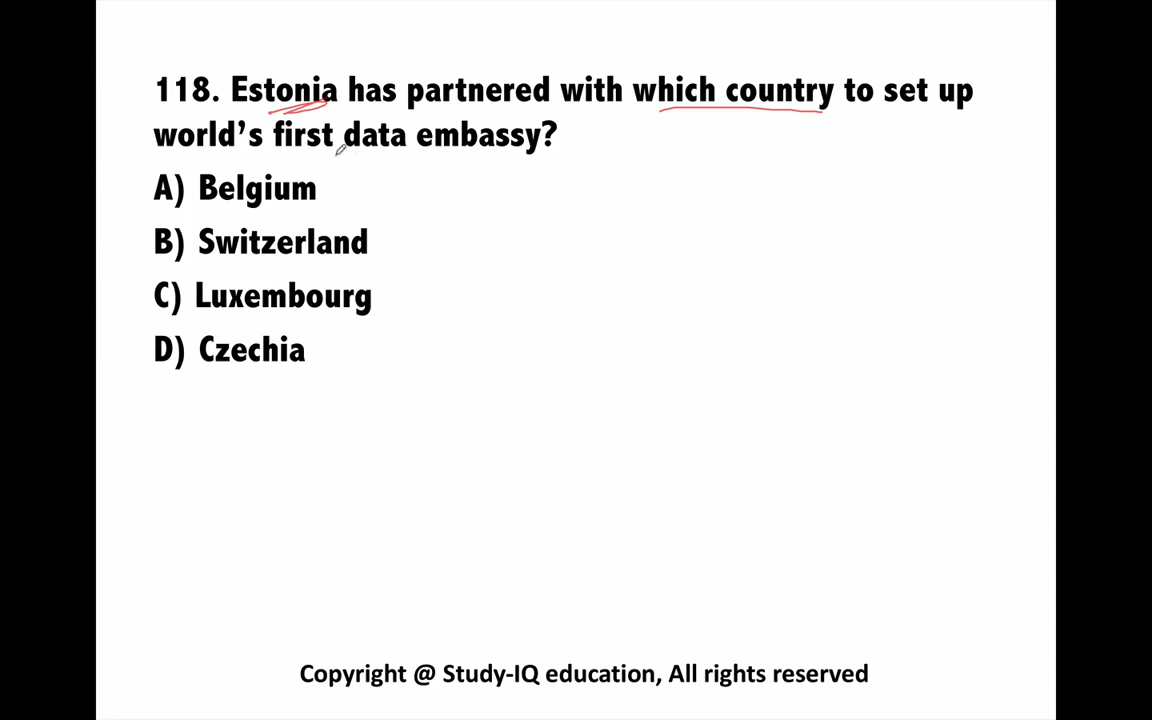 118. Estonia has partnered with which country to set up
world’s first data embassy?
A) Belgium
B) Switzerland
C) Luxembourg
D) Czechia
Copyright @ Study-IQ education, All rights reserved